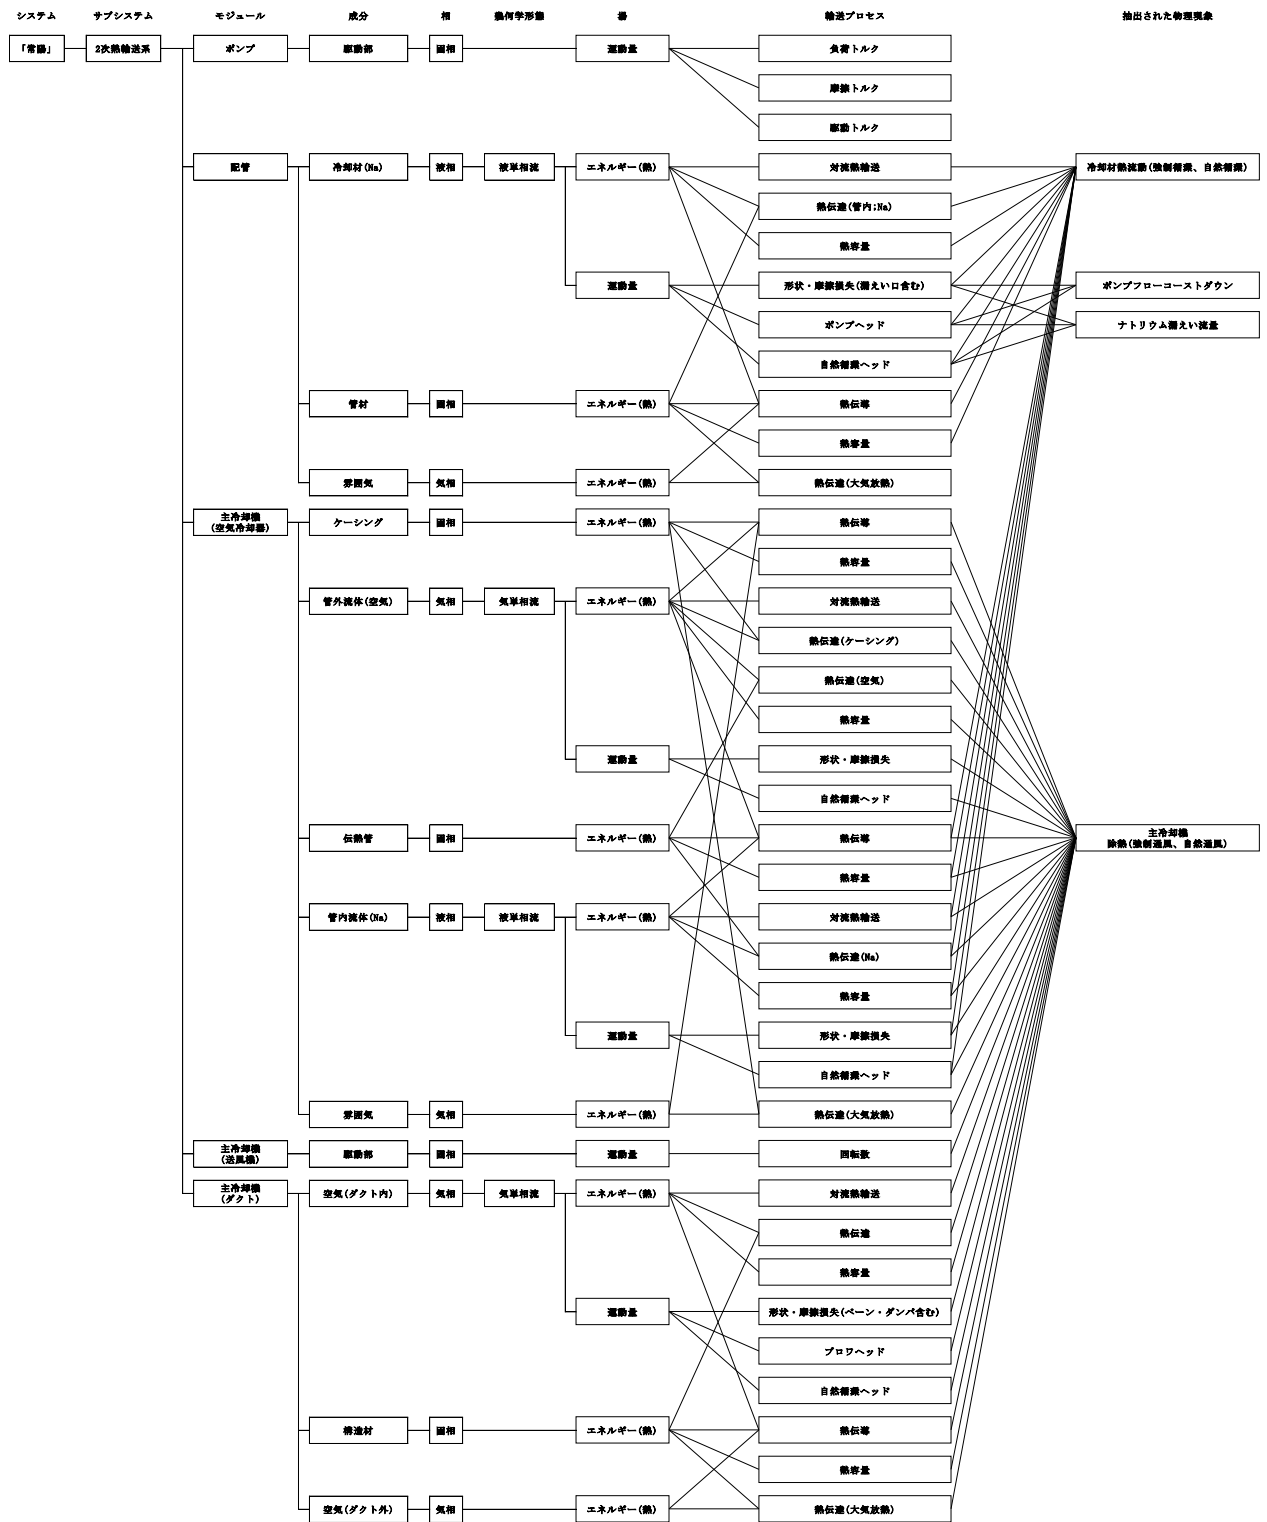 システム サブシステム モジュール 成分 相 幾何学形態 場 輸送プロセス 抽出された物理現象
「常陽」 2次熱輸送系 ポンプ 駆動部 固相 運動量 負荷トルク
摩擦トルク
駆動トルク
配管 冷却材(Na) 液相 液単相流 エネルギー(熱) 対流熱輸送 冷却材熱流動(強制循環、自然循環)
熱伝達(管内;Na)
熱容量
運動量 形状・摩擦損失(漏えい口含む) ポンプフローコーストダウン
ポンプヘッド ナトリウム漏えい流量
自然循環ヘッド
管材 固相 エネルギー(熱) 熱伝導
熱容量
雰囲気 気相 エネルギー(熱) 熱伝達(大気放熱)
主冷却機
(空気冷却器) ケーシング 固相 エネルギー(熱) 熱伝導
熱容量
管外流体(空気) 気相 気単相流 エネルギー(熱) 対流熱輸送
熱伝達(ケーシング)
熱伝達(空気)
熱容量
運動量 形状・摩擦損失
自然循環ヘッド
伝熱管 固相 エネルギー(熱) 熱伝導 主冷却機
除熱(強制通風、自然通風)
熱容量
管内流体(Na) 液相 液単相流 エネルギー(熱) 対流熱輸送
熱伝達(Na)
熱容量
運動量 形状・摩擦損失
自然循環ヘッド
雰囲気 気相 エネルギー(熱) 熱伝達(大気放熱)
主冷却機
(送風機) 駆動部 固相 運動量 回転数
主冷却機
(ダクト) 空気(ダクト内) 気相 気単相流 エネルギー(熱) 対流熱輸送
熱伝達
熱容量
運動量 形状・摩擦損失(ベーン・ダンパ含む)
ブロワヘッド
自然循環ヘッド
構造材 固相 エネルギー(熱) 熱伝導
熱容量
空気(ダクト外) 気相 エネルギー(熱) 熱伝達(大気放熱)